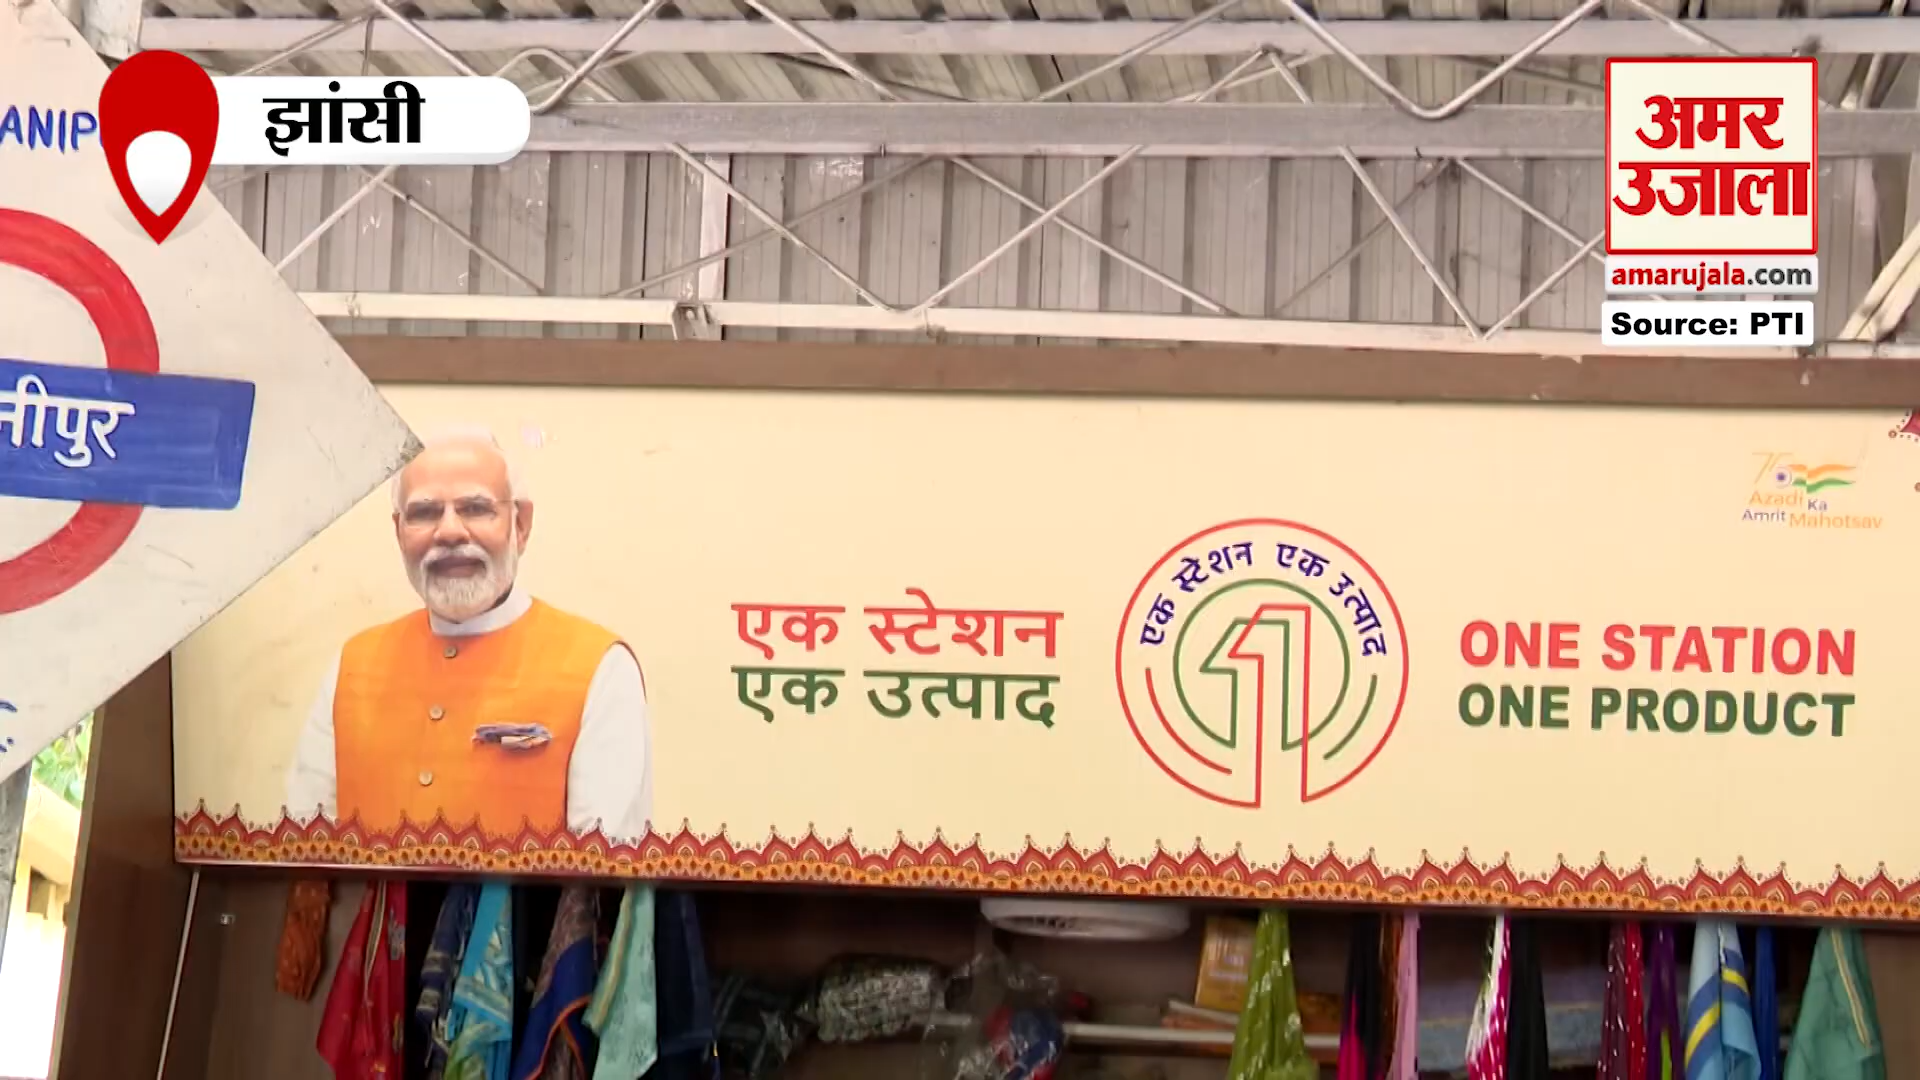 झांसी
अमर
उजाला
amarujala.com
Source: PTI
नीपुर
75
Azadi Ka
Amrit Mahotsav
एक स्टेशन
एक उत्पाद
एक स्टेशन एक उत्पाद
ONE STATION
ONE PRODUCT